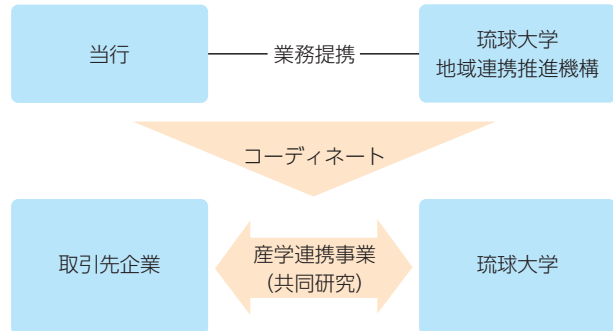 当行
業務提携
琉球大学
地域連携推進機構
コーディネート
取引先企業
産学連携事業
(共同研究)
琉球大学